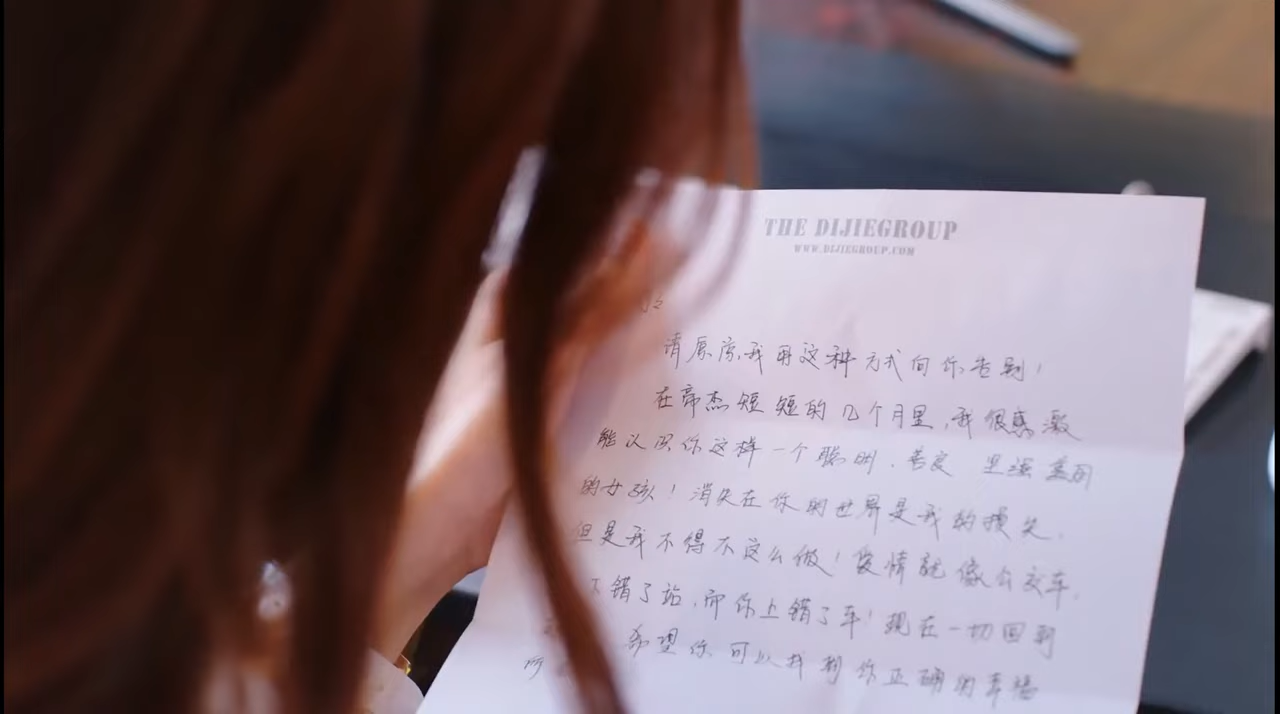 THE DIJIEGROUP
WWW.DIJIEGROUP.COM
请原谅,我用这种方式向你告别!
在帝杰短短的几个月里,我很感激
能认识你这样一个聪明、善良
的女孩!消失在你的世界是我的损失.
但是我不得不这么做!爱情就像公交车.
错了站,而你上错了车!现在一切回到
希望你可以找到你正确的幸福